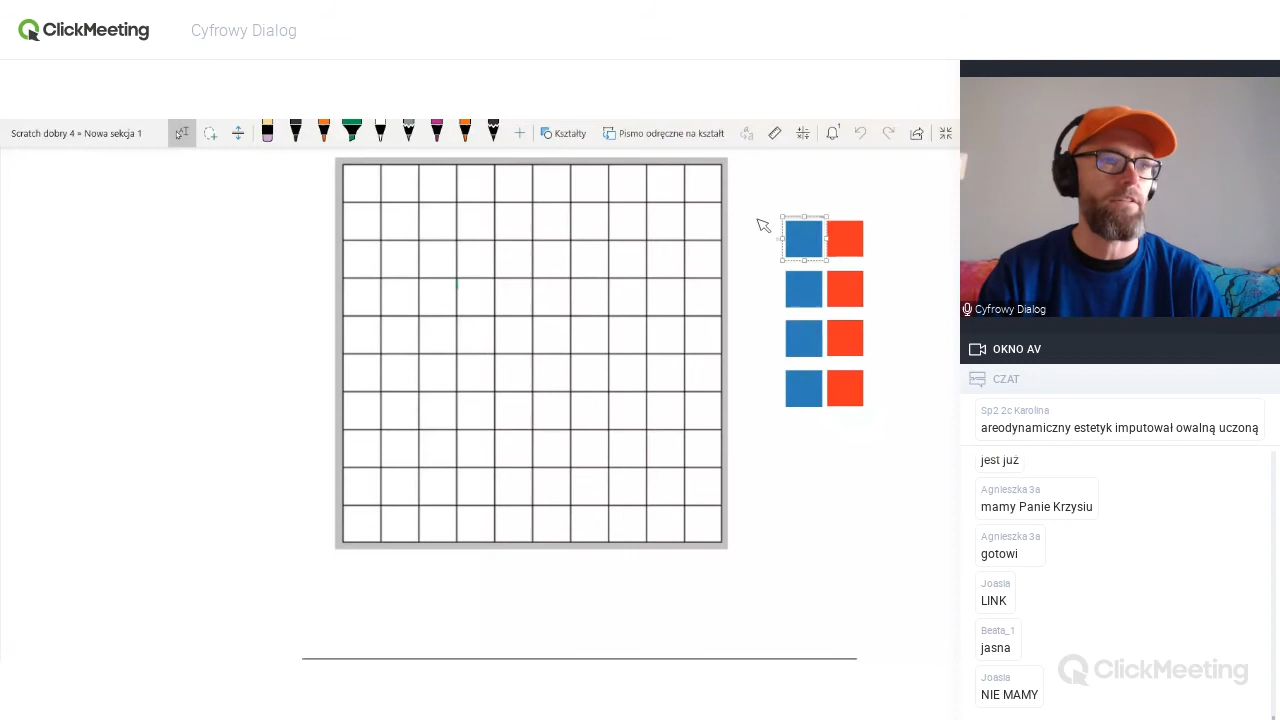 ClickMeeting
Cyfrowy Dialog
Scratch dobry 4 » Nowa sekcja 1
Kształty
Pismo odręczne na kształt
Cyfrowy Dialog
OKNO AV
CZAT
Sp2 2c Karolina
areodynamiczny estetyk imputował owalną uczoną
jest już
Agnieszka 3a
mamy Panie Krzysiu
Agnieszka 3a
gotowi
Joasia
LINK
Beata_1
jasna
Joasia
NIE MAMY
ClickMeeting